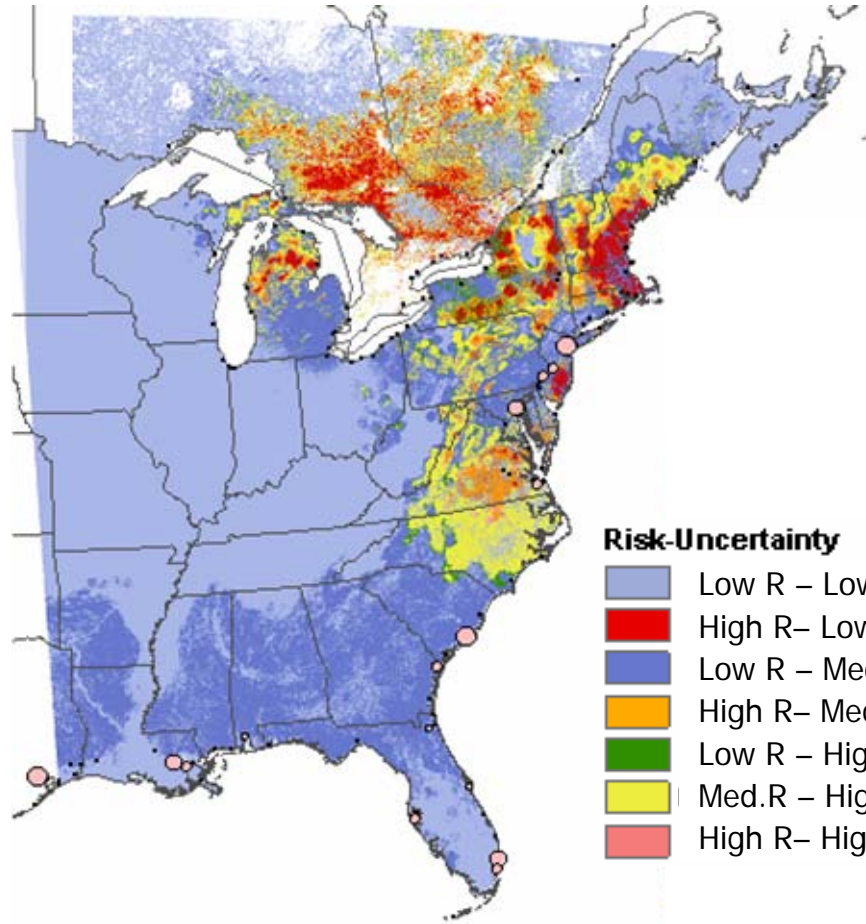 Risk-Uncertainty
Low R – Low
High R– Low
Low R – Med
High R– Med
Low R – Hig
Med.R – Hig
High R– Hig